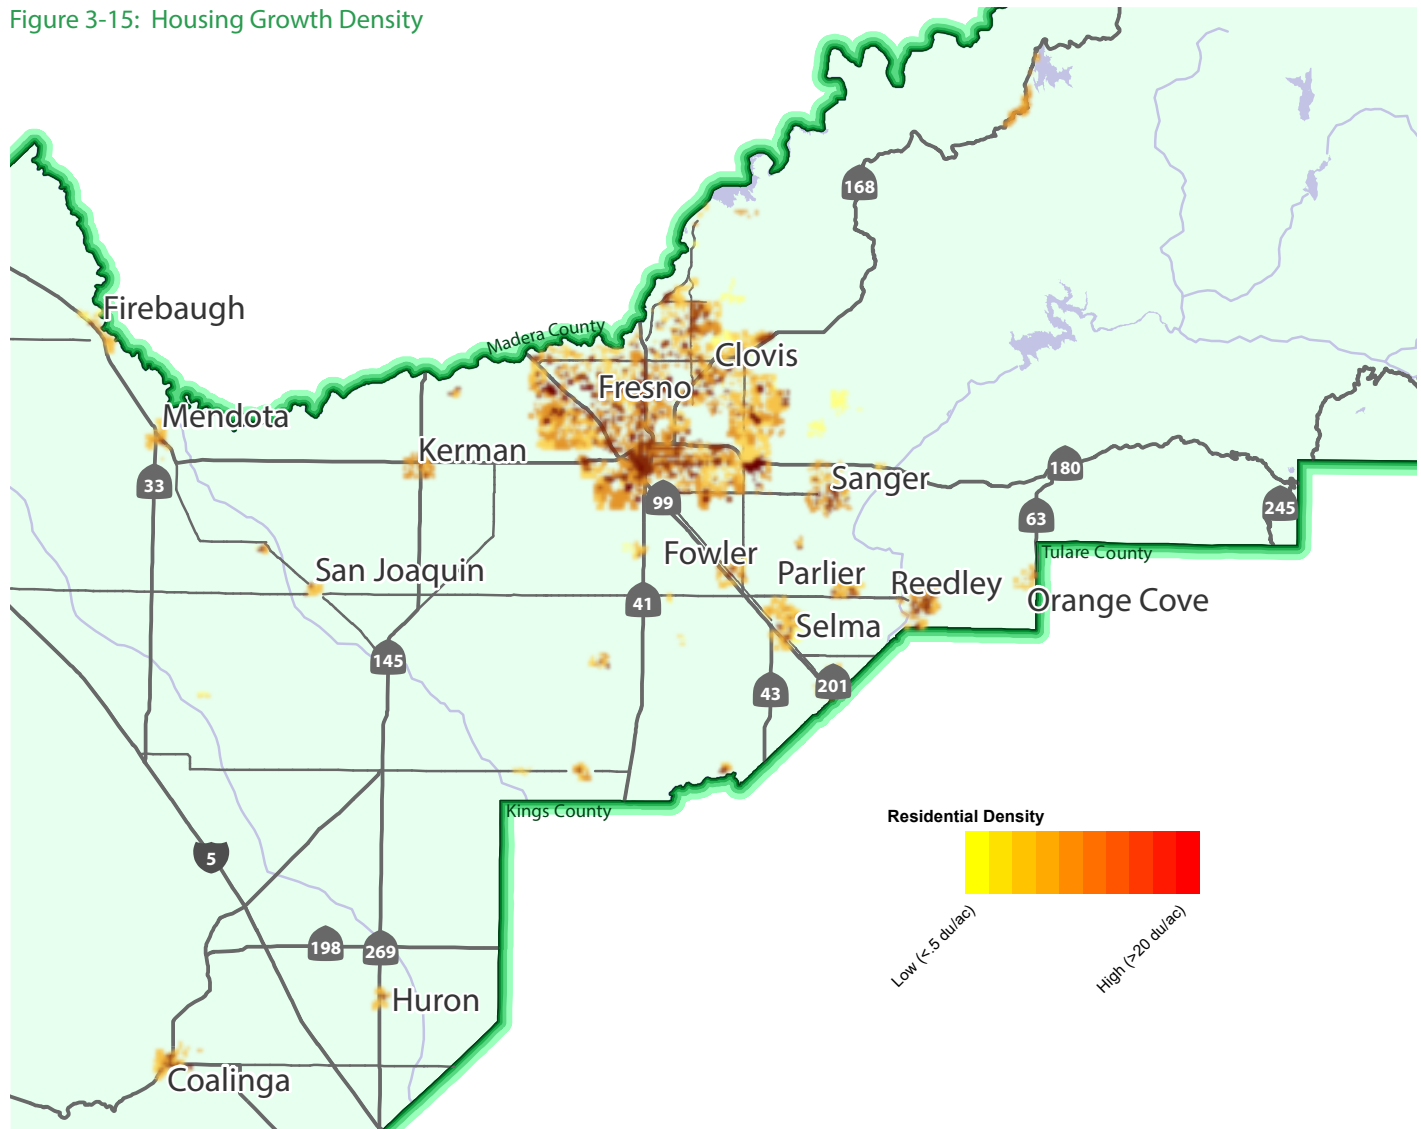 Figure 3-15:  Housing Growth Density
168
Firebaugh
Madera County
Clovis
Fresno
Mendota
Kerman
Sanger
180
33
99
245
63
Tulare County
Fowler
San Joaquin
Parlier
Reedley
Orange Cove
41
Selma
145
201
43
Kings County
Residential Density
5
Low (<.5 du/ac)
High (>20 du/ac)
198
269
Huron
Coalinga